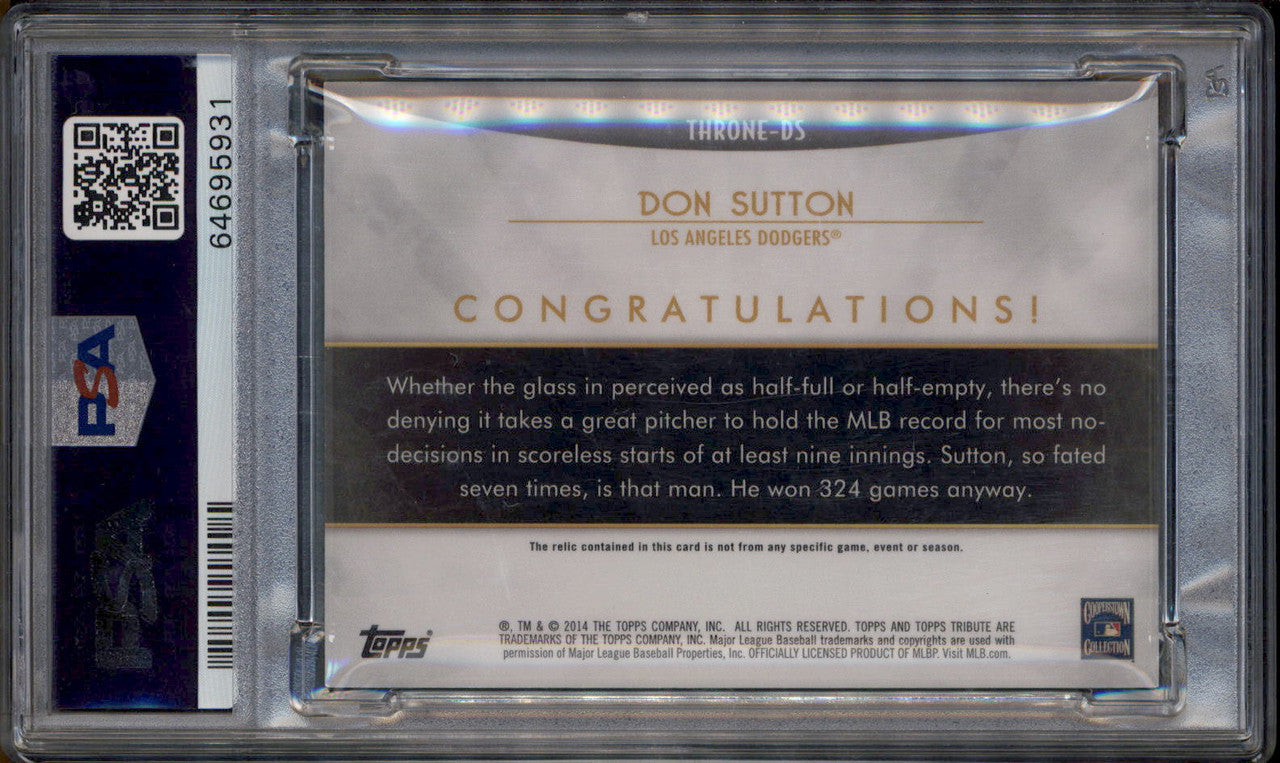 THRONE-DS
DON SUTTON
LOS ANGELES DODGERS®
CONGRATULATIONS!
Whether the glass in perceived as half-full or half-empty, there's no
denying it takes a great pitcher to hold the MLB record for most no-
decisions in scoreless starts of at least nine innings. Sutton, so fated
seven times, is that man. He won 324 games anyway.
The relic contained in this card is not from any specific game, event or season.
topps®
®, TM & © 2014 THE TOPPS COMPANY, INC. ALL RIGHTS RESERVED. TOPPS AND TOPPS TRIBUTE ARE
TRADEMARKS OF THE TOPPS COMPANY, INC. Major League Baseball trademarks and copyrights are used with
permission of Major League Baseball Properties, Inc. OFFICIALLY LICENSED PRODUCT OF MLBP. Visit MLB.com.
COOPERSTOWN
COLLECTION
64695931
PSA
PSA
PSA